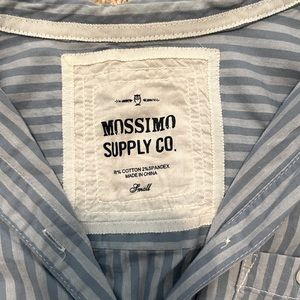 MOSSIMO
SUPPLY CO.
COTTON 2% SPANDEX
MADE IN CHINA
Small